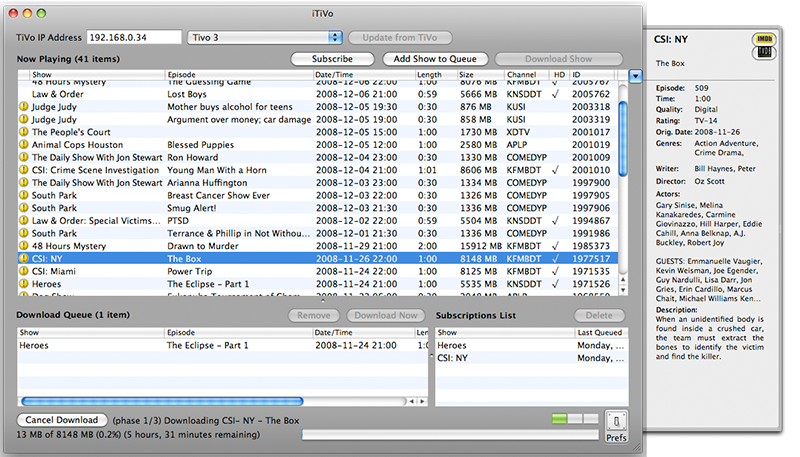 iTiVo
TiVo IP Address 192.168.0.34 Tivo 3 Update from TiVo
Now Playing (41 items) Subscribe Add Show to Queue Download Show
Show Episode Date/Time Length Size Channel HD ID
48 Hours Mystery The Guessing Game 2008-12-06 22:00 1:00 8076 MB KFMBDT √ 2005767
Law & Order Lost Boys 2008-12-06 21:00 0:59 5666 MB KNSDDT √ 2005762
Judge Judy Mother buys alcohol for teens 2008-12-05 19:30 0:30 876 MB KUSI 2003318
Judge Judy Argument over money; car damage 2008-12-05 19:00 0:30 858 MB KUSI 2003319
The People's Court 2008-12-05 15:00 1:00 1730 MB XDTV 2001017
Animal Cops Houston Blessed Puppies 2008-12-05 12:00 1:00 2580 MB APLP 2001019
The Daily Show With Jon Stewart Ron Howard 2008-12-04 23:00 0:30 1330 MB COMEDYP 2001009
CSI: Crime Scene Investigation Young Man With a Horn 2008-12-04 21:00 1:01 8606 MB KFMBDT √ 2001010
The Daily Show With Jon Stewart Arianna Huffington 2008-12-03 23:00 0:30 1334 MB COMEDYP 1997900
South Park Breast Cancer Show Ever 2008-12-03 22:00 0:30 1326 MB COMEDYP 1997905
South Park Smug Alert! 2008-12-03 21:00 0:30 1336 MB COMEDYP 1997901
Law & Order: Special Victims... PTSD 2008-12-02 22:00 0:59 5504 MB KNSDDT √ 1994867
South Park Terrance & Phillip in Not Withou... 2008-12-01 22:00 0:30 1334 MB COMEDYP 1991986
48 Hours Mystery Drawn to Murder 2008-11-29 21:00 2:00 15912 MB KFMBDT √ 1985373
CSI: NY The Box 2008-11-26 22:00 1:00 8148 MB KFMBDT √ 1977517
CSI: Miami Power Trip 2008-11-24 22:00 1:00 8125 MB KFMBDT √ 1971535
Heroes The Eclipse - Part 1 2008-11-24 21:00 1:00 5535 MB KNSDDT √ 1971526
Download Queue (1 item) Remove Download Now Subscriptions List Delete
Show Episode Date/Time Len Show Last Queued
Heroes The Eclipse - Part 1 2008-11-24 21:00 1:0 Heroes Monday, ...
CSI: NY Monday, ...
Cancel Download (phase 1/3) Downloading CSI- NY - The Box
13 MB of 8148 MB (0.2%) (5 hours, 31 minutes remaining)
Prefs
CSI: NY IMDb
TVDB
The Box
Episode: 509
Time: 1:00
Quality: Digital
Rating: TV-14
Orig. Date: 2008-11-26
Genres: Action Adventure,
Crime Drama,
Writer: Bill Haynes, Peter
Director: Oz Scott
Actors:
Gary Sinise, Melina
Kanakaredes, Carmine
Giovinazzo, Hill Harper, Eddie
Cahill, Anna Belknap, A.J.
Buckley, Robert Joy
GUESTS: Emmanuelle Vaugier,
Kevin Weisman, Joe Egender,
Guy Nardulli, Lisa Darr, Jon
Gries, Erin Cardillo, Marcus
Chait, Michael Williams Ken...
Description:
When an unidentified body is
found inside a crushed car,
the team must extract the
bones to identify the victim
and find the killer.